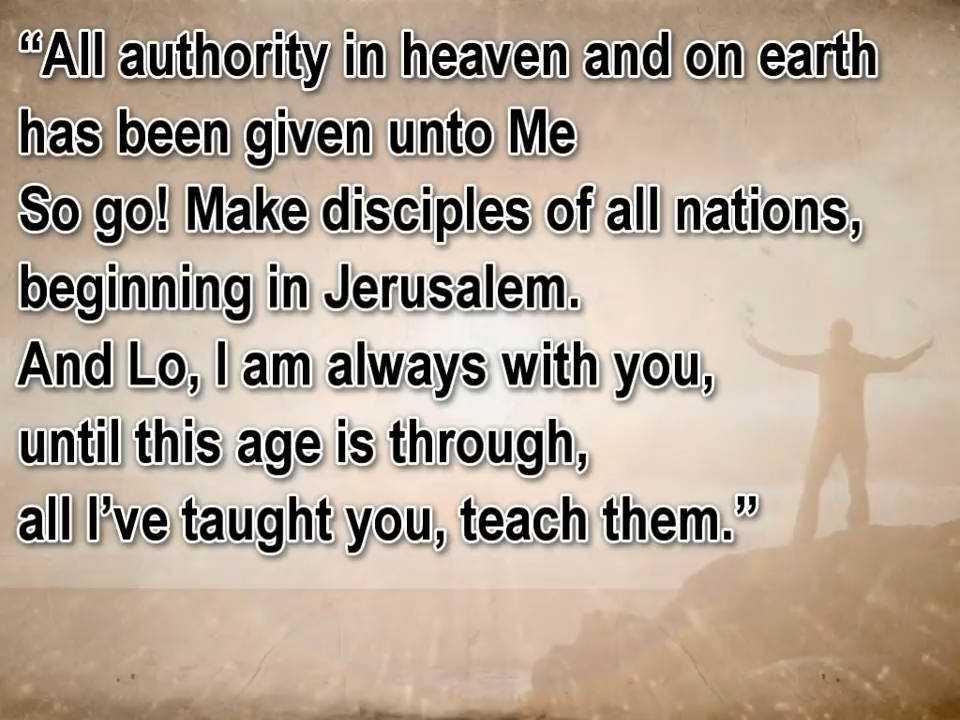 “All authority in heaven and on earth
has been given unto Me
So go! Make disciples of all nations,
beginning in Jerusalem.
And Lo, I am always with you,
until this age is through,
all I’ve taught you, teach them.”